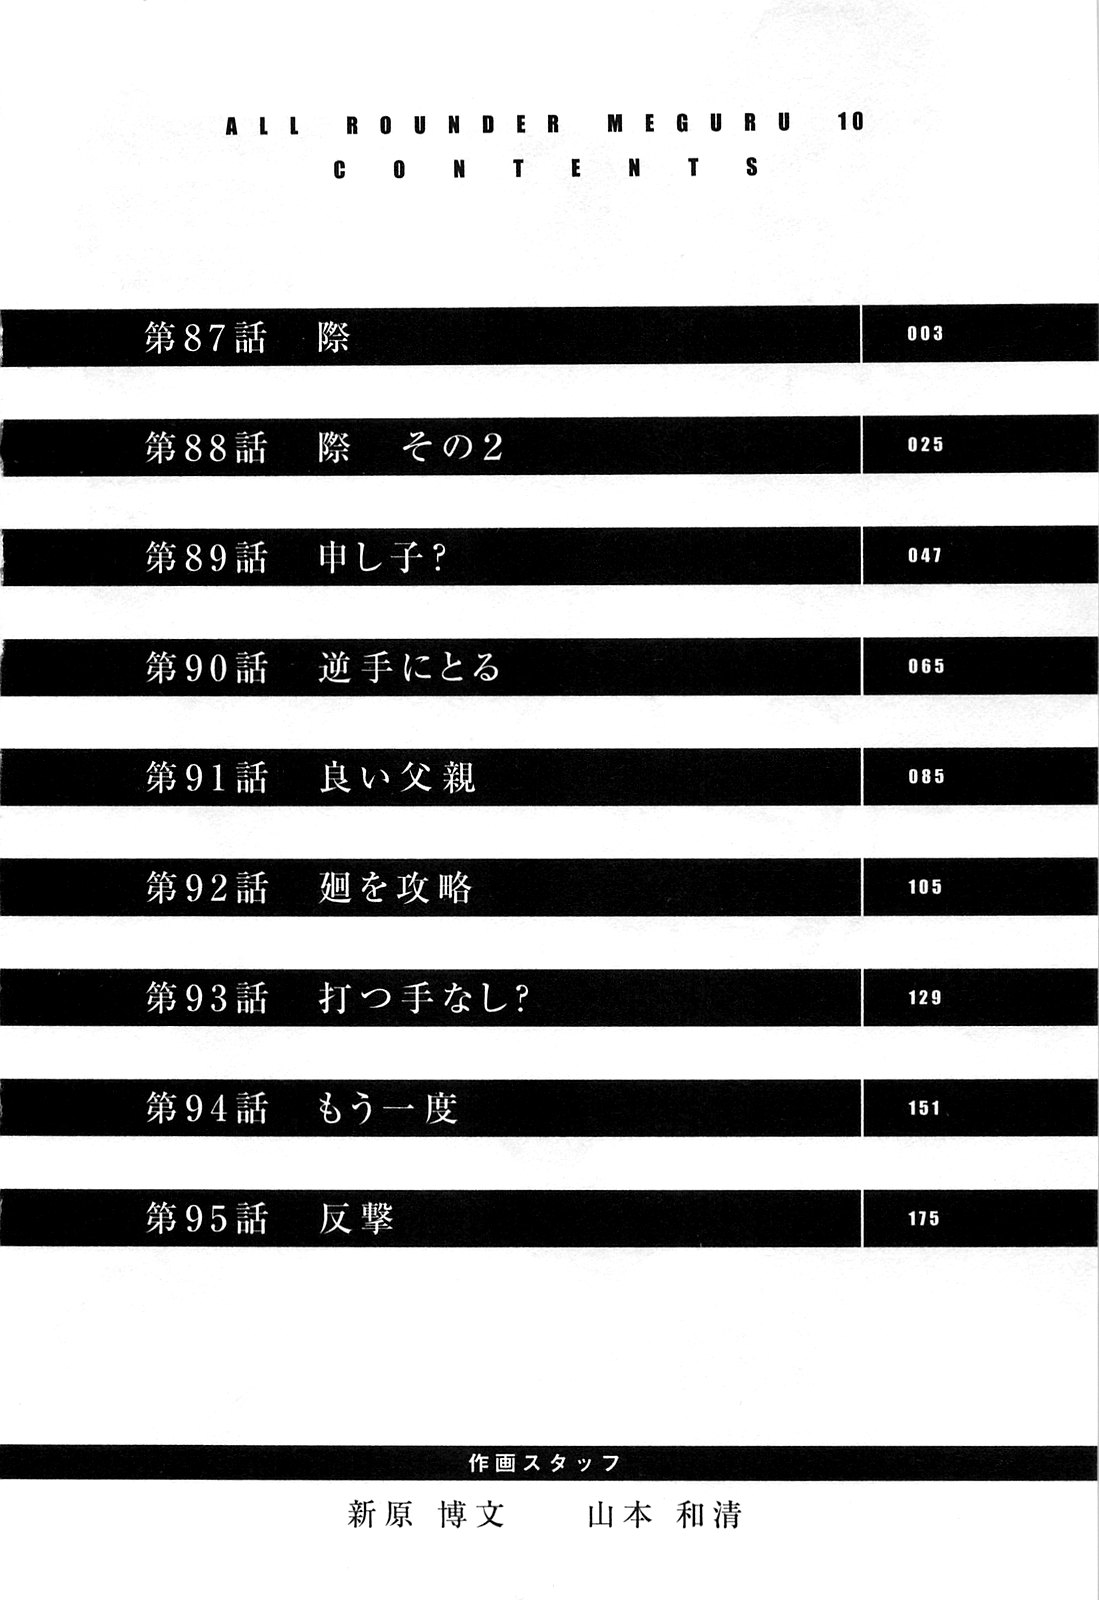 ALL ROUNDER MEGURU 10
CONTENTS
第87話 際 003
第88話 際 その2 025
第89話 申し子? 047
第90話 逆手にとる 065
第91話 良い父親 085
第92話 廻を攻略 105
第93話 打つ手なし? 129
第94話 もう一度 151
第95話 反撃 175
作画スタッフ
新原 博文 山本 和清